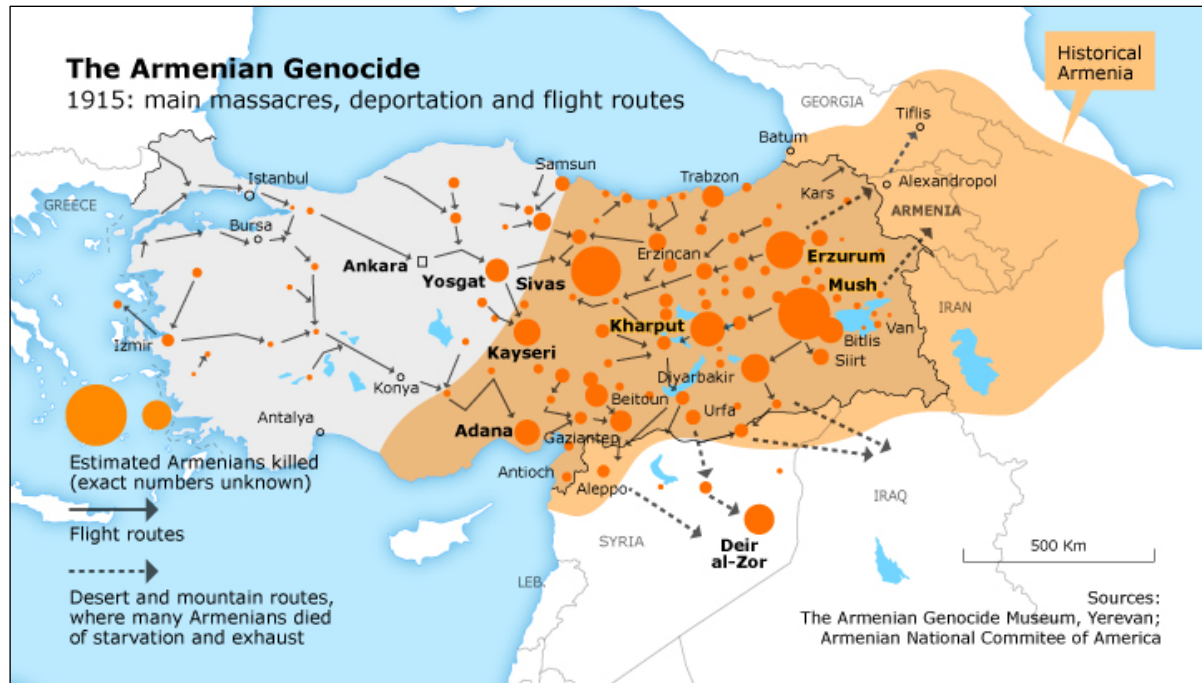 The Armenian Genocide
1915: main massacres, deportation and flight routes
Historical
Armenia
GEORGIA
Tiflis
Batum
Samsun
Trabzon
Istanbul
Kars
Alexandropol
GREECE
ARMENIA
Bursa
Erzincan
Erzurum
Ankara
Yosgat
Sivas
Mush
IRAN
Kharput
Van
Izmir
Bitlis
Kayseri
Siirt
Diyarbakir
Konya
Beitoun
Antalya
Urfa
Adana
Gaziantep
Antioch
Aleppo
IRAQ
SYRIA
Deir
al-Zor
LEB.
Estimated Armenians killed
(exact numbers unknown)
Flight routes
Desert and mountain routes,
where many Armenians died
of starvation and exhaust
500 Km
Sources:
The Armenian Genocide Museum, Yerevan;
Armenian National Commitee of America